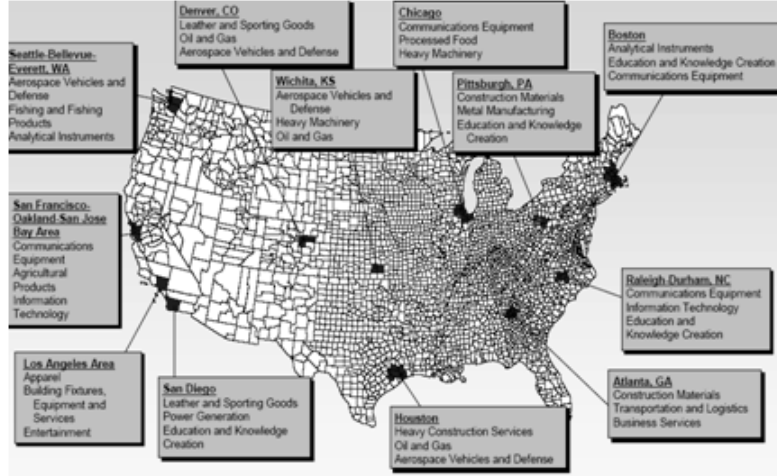 Denver, CO
Leather and Sporting Goods
Oil and Gas
Aerospace Vehicles and Defense
Chicago
Communications Equipment
Processed Food
Heavy Machinery
Boston
Analytical Instruments
Education and Knowledge Creation
Communications Equipment
Seattle-Bellevue-
Everett, WA
Aerospace Vehicles and
Defense
Fishing and Fishing
Products
Analytical Instruments
Wichita, KS
Aerospace Vehicles and
Defense
Heavy Machinery
Oil and Gas
Pittsburgh, PA
Construction Materials
Metal Manufacturing
Education and Knowledge
Creation
San Francisco-
Oakland-San Jose
Bay Area
Communications
Equipment
Agricultural
Products
Information
Technology
Raleigh-Durham, NC
Communications Equipment
Information Technology
Education and
Knowledge Creation
Los Angeles Area
Apparel
Building Fixtures,
Equipment and
Services
Entertainment
San Diego
Leather and Sporting Goods
Power Generation
Education and Knowledge
Creation
Houston
Heavy Construction Services
Oil and Gas
Aerospace Vehicles and Defense
Atlanta, GA
Construction Materials
Transportation and Logistics
Business Services